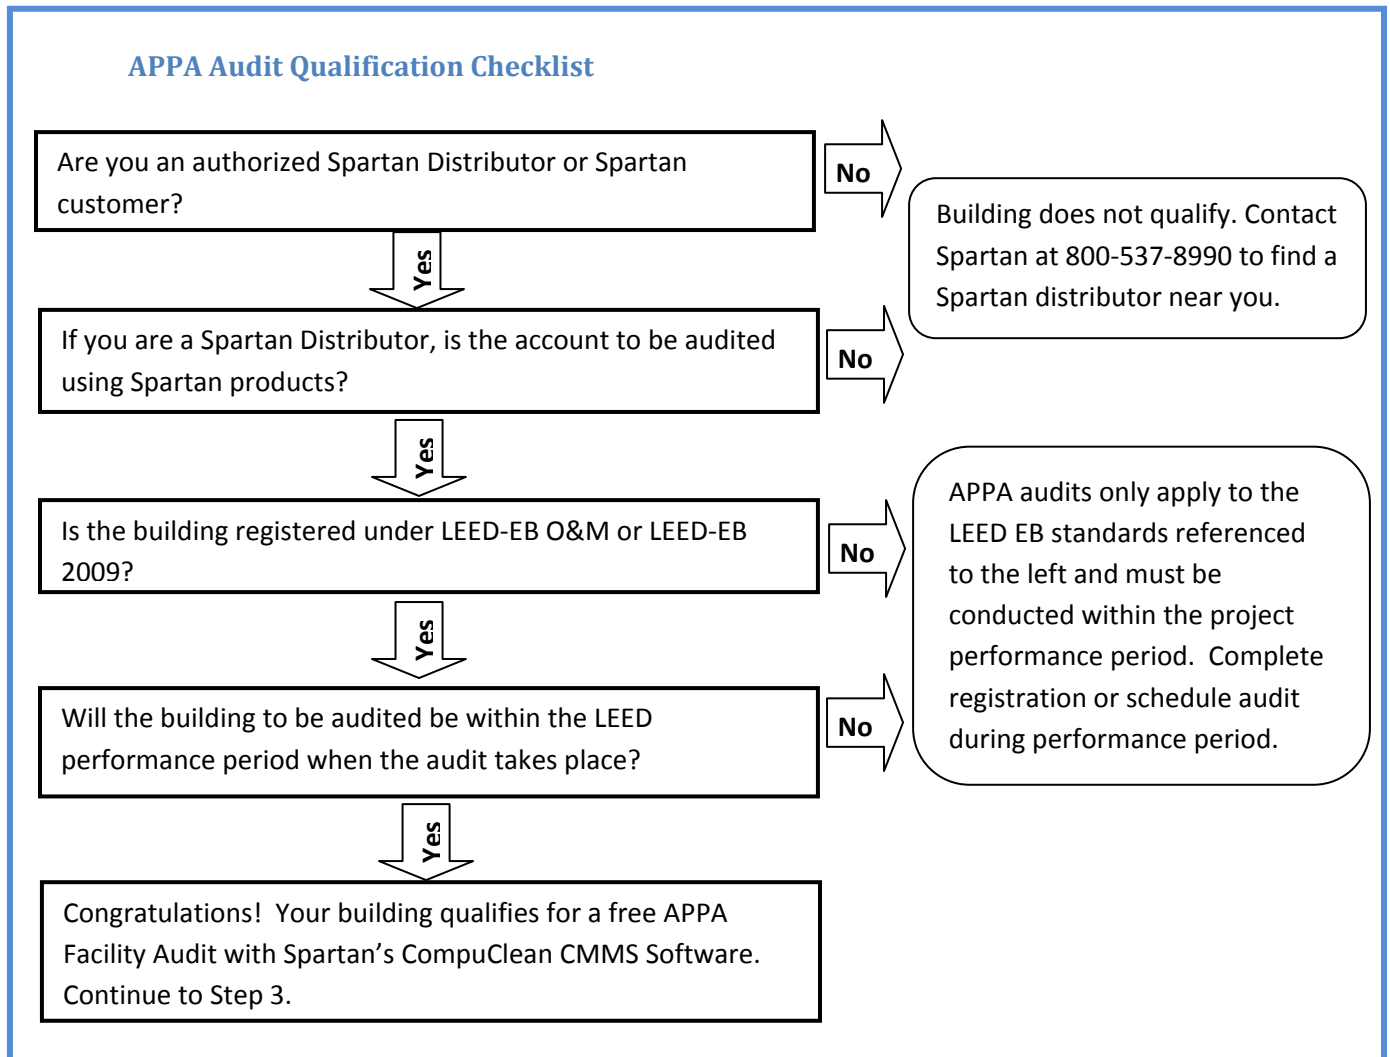 APPA Audit Qualification Checklist
Are you an authorized Spartan Distributor or Spartan
customer?
No
Building does not qualify. Contact
Spartan at 800-537-8990 to find a
Spartan distributor near you.
Yes
If you are a Spartan Distributor, is the account to be audited
using Spartan products?
No
Yes
Is the building registered under LEED-EB O&M or LEED-EB
2009?
No
APPA audits only apply to the
LEED EB standards referenced
to the left and must be
conducted within the project
performance period.  Complete
registration or schedule audit
during performance period.
Yes
Will the building to be audited be within the LEED
performance period when the audit takes place?
No
Yes
Congratulations!  Your building qualifies for a free APPA
Facility Audit with Spartan’s CompuClean CMMS Software.
Continue to Step 3.